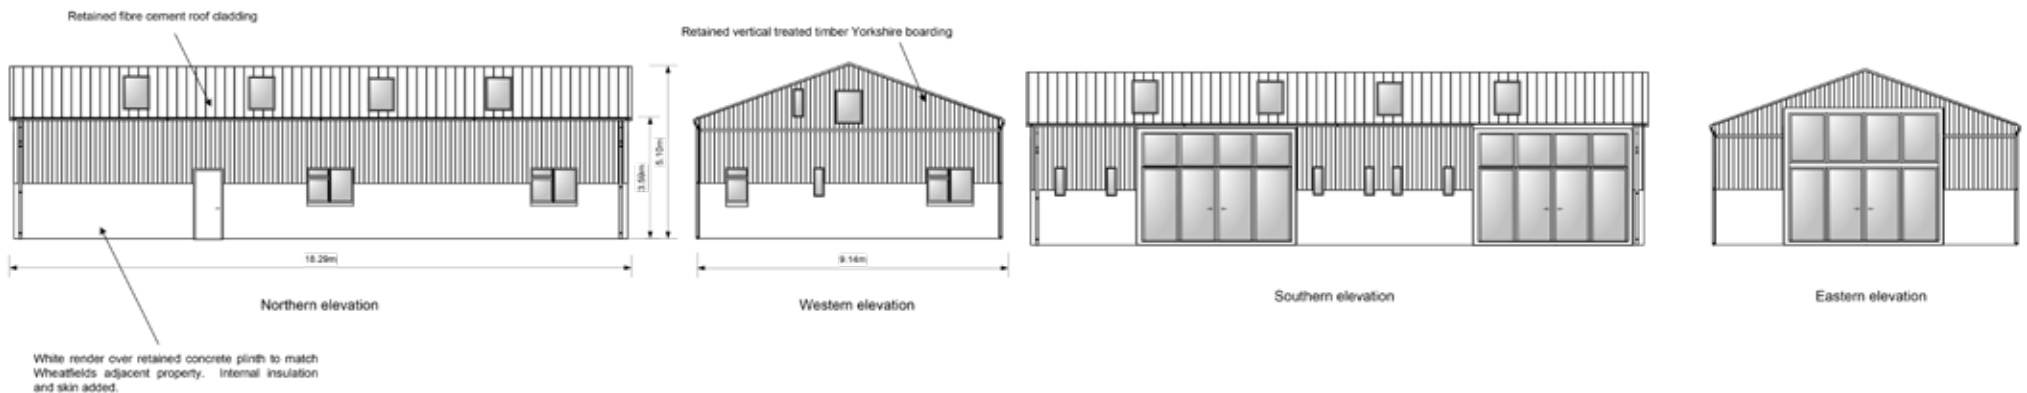 Retained fibre cement roof cladding
Retained vertical treated timber Yorkshire boarding
3.59m
5.10m
18.29m
9.14m
Northern elevation
Western elevation
Southern elevation
Eastern elevation
White render over retained concrete plinth to match
Wheatfields adjacent property. Internal insulation
and skin added.